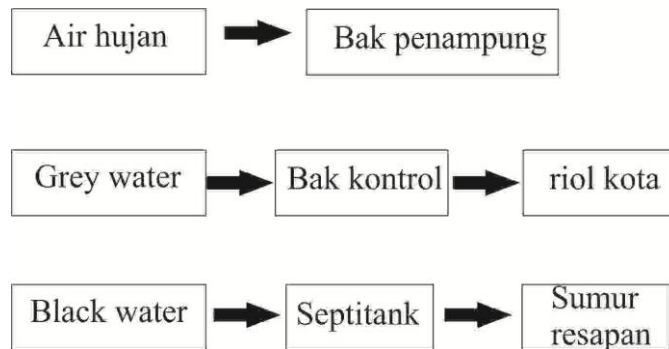 Air hujan
Bak penampung
Grey water
Bak kontrol
riol kota
Black water
Septitank
Sumur
resapan